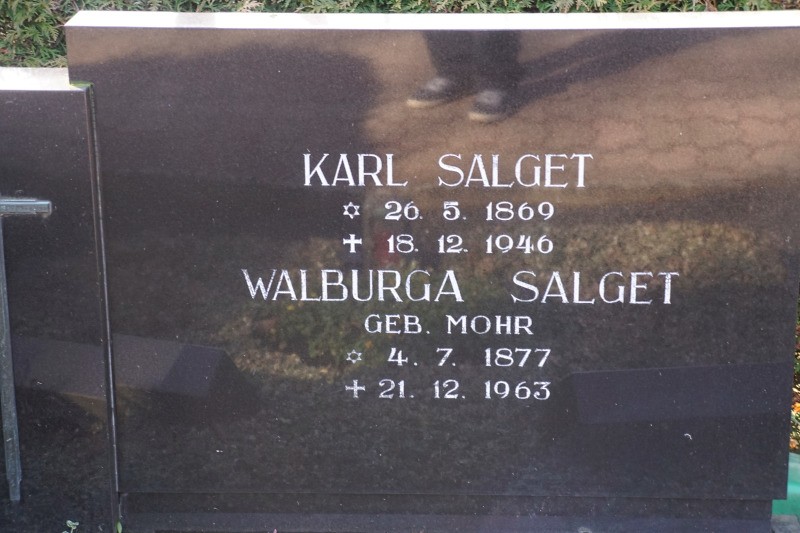 KARL SALGET
✡ 26. 5. 1869
✝ 18. 12. 1946
WALBURGA SALGET
GEB. MOHR
✡ 4. 7. 1877
✝ 21. 12. 1963